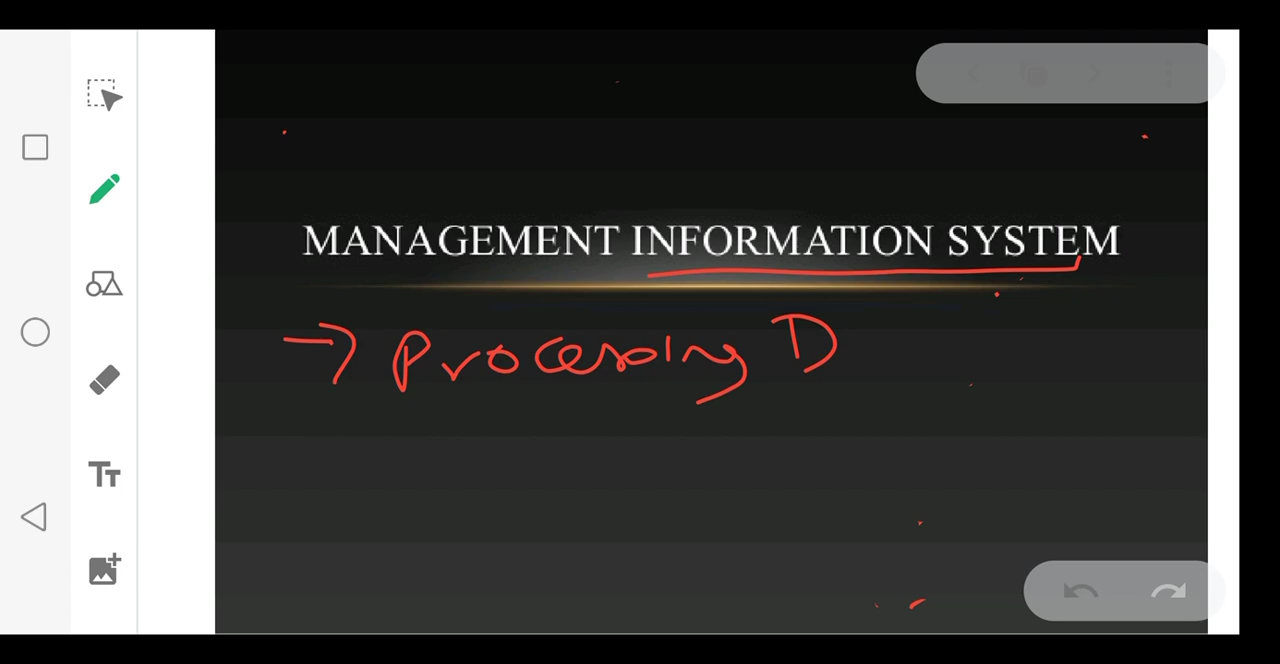 MANAGEMENT INFORMATION SYSTEM
→ Processing D